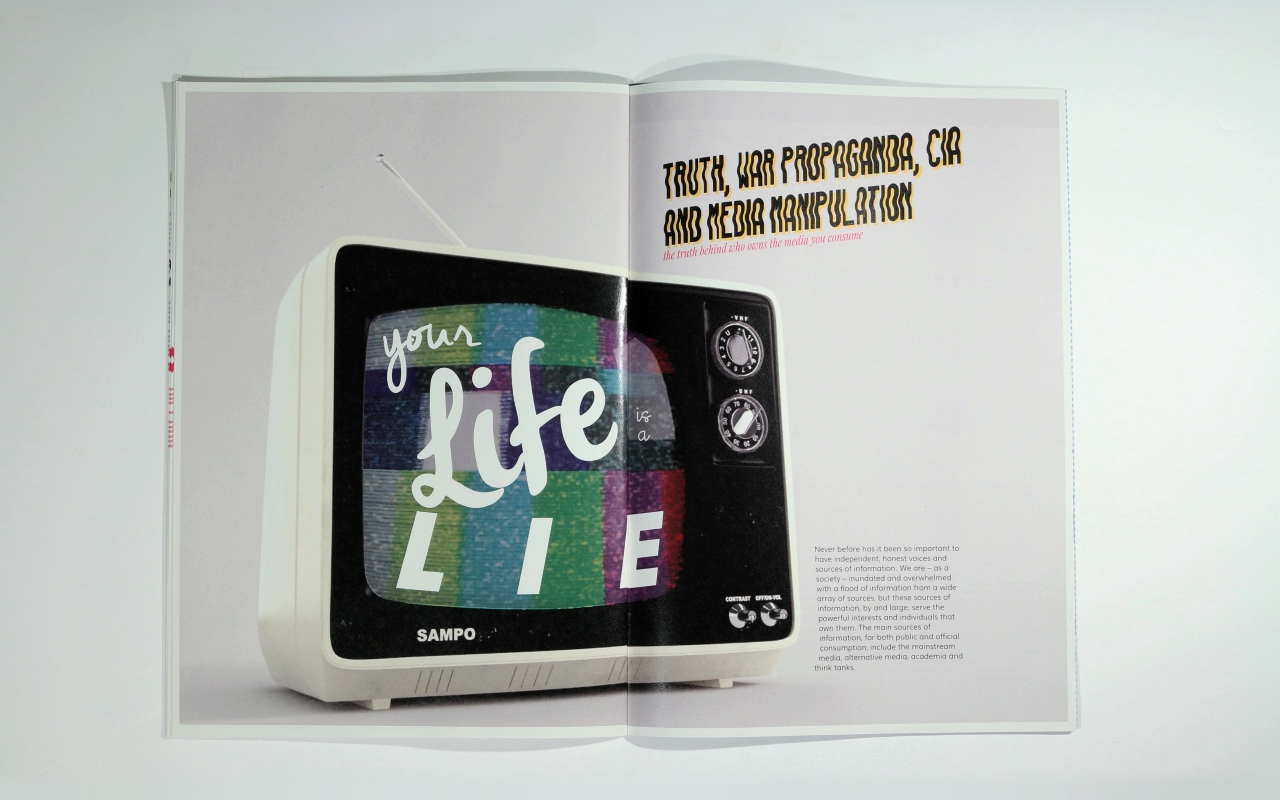 TRUTH, WAR PROPAGANDA, CIA
AND MEDIA MANIPULATION
the truth behind who owns the media you consume
your
Life
is
a
LIE
VHF
UHF
CONTRAST OFF/ON-VOL
SAMPO
Never before has it been so important to
have independent, honest voices and
sources of information. We are – as a
society – inundated and overwhelmed
with a flood of information from a wide
array of sources, but these sources of
information, by and large, serve the
powerful interests and individuals that
own them. The main sources of
information, for both public and official
consumption, include the mainstream
media, alternative media, academia and
think tanks.